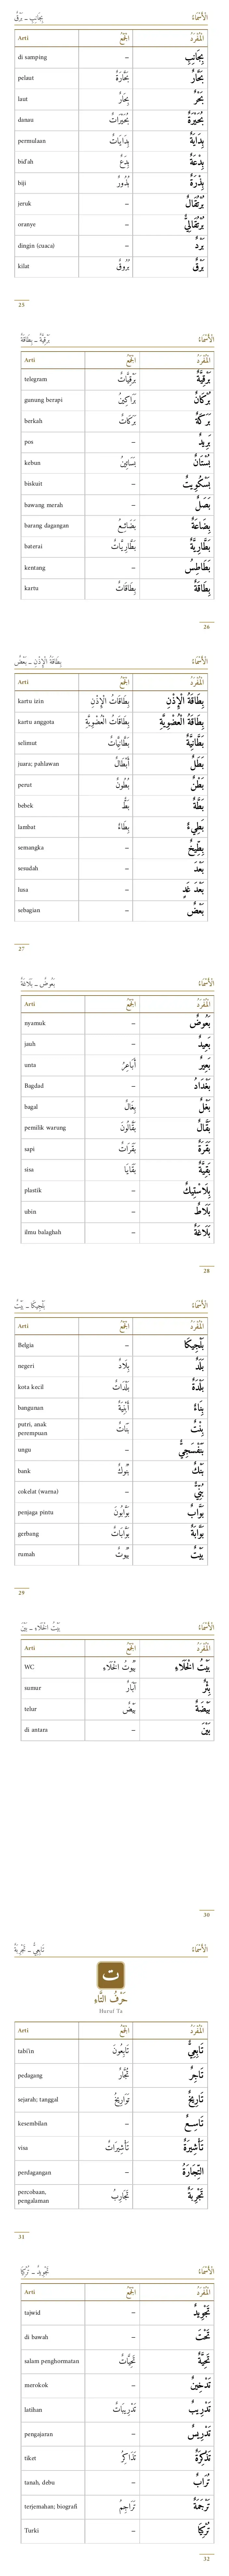 الْأَسْمَاءُ بِجَانِبِ – بَرْقٌ
الْمُفْرَدُ الْجَمْعُ Arti
بِجَانِبِ – di samping
بَحَّارٌ بَحَّارَةٌ pelaut
بَحْرٌ بِحَارٌ laut
بُحَيْرَةٌ بُحَيْرَاتٌ danau
بِدَايَةٌ بِدَايَاتٌ permulaan
بِدْعَةٌ بِدَعٌ bid'ah
بِذْرَةٌ بُذُورٌ biji
بُرْتُقَالٌ – jeruk
بُرْتُقَالِيٌّ – oranye
بَرْدٌ – dingin (cuaca)
بَرْقٌ بُرُوقٌ kilat
25
الْأَسْمَاءُ بَرْقِيَّةٌ – بِطَاقَةٌ
الْمُفْرَدُ الْجَمْعُ Arti
بَرْقِيَّةٌ بَرْقِيَّاتٌ telegram
بُرْكَانٌ بَرَاكِينُ gunung berapi
بَرَكَةٌ بَرَكَاتٌ berkah
بَرِيدٌ – pos
بُسْتَانٌ بَسَاتِينُ kebun
بَسْكَوِيتٌ – biskuit
بَصَلٌ – bawang merah
بِضَاعَةٌ بَضَائِعُ barang dagangan
بَطَّارِيَّةٌ بَطَّارِيَّاتٌ baterai
بَطَاطِسُ – kentang
بِطَاقَةٌ بِطَاقَاتٌ kartu
26
الْأَسْمَاءُ بِطَاقَةُ الْإِذْنِ – بَعْضٌ
الْمُفْرَدُ الْجَمْعُ Arti
بِطَاقَةُ الْإِذْنِ بِطَاقَاتُ الْإِذْنِ kartu izin
بِطَاقَةُ الْعُضْوِيَّةِ بِطَاقَاتُ الْعُضْوِيَّةِ kartu anggota
بَطَّانِيَّةٌ بَطَّانِيَّاتٌ selimut
بَطَلٌ أَبْطَالٌ juara; pahlawan
بَطْنٌ بُطُونٌ perut
بَطَّةٌ بَطٌّ bebek
بَطِيءٌ بِطَاءٌ lambat
بِطِّيخٌ – semangka
بَعْدَ – sesudah
بَعْدَ غَدٍ – lusa
بَعْضٌ – sebagian
27
الْأَسْمَاءُ بَعُوضٌ – بَلَاغَةٌ
الْمُفْرَدُ الْجَمْعُ Arti
بَعُوضٌ – nyamuk
بَعِيدٌ – jauh
بَعِيرٌ أَبَاعِرُ unta
بَغْدَادُ – Bagdad
بَغْلٌ بِغَالٌ bagal
بَقَّالٌ بَقَّالُونَ pemilik warung
بَقَرَةٌ بَقَرَاتٌ sapi
بَقِيَّةٌ بَقَايَا sisa
بِلَاسْتِيكٌ – plastik
بَلَاطٌ – ubin
بَلَاغَةٌ – ilmu balaghah
28
الْأَسْمَاءُ بَلْجِيكَا – بَيْتٌ
الْمُفْرَدُ الْجَمْعُ Arti
بَلْجِيكَا – Belgia
بَلَدٌ بِلَادٌ negeri
بَلْدَةٌ بَلْدَاتٌ kota kecil
بِنَاءٌ أَبْنِيَةٌ bangunan
بِنْتٌ بَنَاتٌ putri, anak
perempuan
بَنَفْسَجِيٌّ – ungu
بَنْكٌ بُنُوكٌ bank
بُنِّيٌّ – cokelat (warna)
بَوَّابٌ بَوَّابُونَ penjaga pintu
بَوَّابَةٌ بَوَّابَاتٌ gerbang
بَيْتٌ بُيُوتٌ rumah
29
الْأَسْمَاءُ بَيْتُ الْخَلَاءِ – بَيْنَ
الْمُفْرَدُ الْجَمْعُ Arti
بَيْتُ الْخَلَاءِ بُيُوتُ الْخَلَاءِ WC
بِئْرٌ آبَارٌ sumur
بَيْضَةٌ بَيْضٌ telur
بَيْنَ – di antara
30
الْأَسْمَاءُ تَابِعِيٌّ – تَجْرِبَةٌ
ت
حَرْفُ التَّاءِ
Huruf Ta
الْمُفْرَدُ الْجَمْعُ Arti
تَابِعِيٌّ تَابِعُونَ tabi'in
تَاجِرٌ تُجَّارٌ pedagang
تَارِيخٌ تَوَارِيخُ sejarah; tanggal
تَاسِعٌ – kesembilan
تَأْشِيرَةٌ تَأْشِيرَاتٌ visa
التِّجَارَةُ – perdagangan
تَجْرِبَةٌ تَجَارِبُ percobaan,
pengalaman
31
الْأَسْمَاءُ تَجْوِيدٌ – تُرْكِيَا
الْمُفْرَدُ الْجَمْعُ Arti
تَجْوِيدٌ – tajwid
تَحْتَ – di bawah
تَحِيَّةٌ تَحِيَّاتٌ salam penghormatan
تَدْخِينٌ – merokok
تَدْرِيبٌ تَدْرِيبَاتٌ latihan
تَدْرِيسٌ – pengajaran
تَذْكِرَةٌ تَذَاكِرُ tiket
تُرَابٌ – tanah, debu
تَرْجَمَةٌ تَرَاجِمُ terjemahan; biografi
تُرْكِيَا – Turki
32